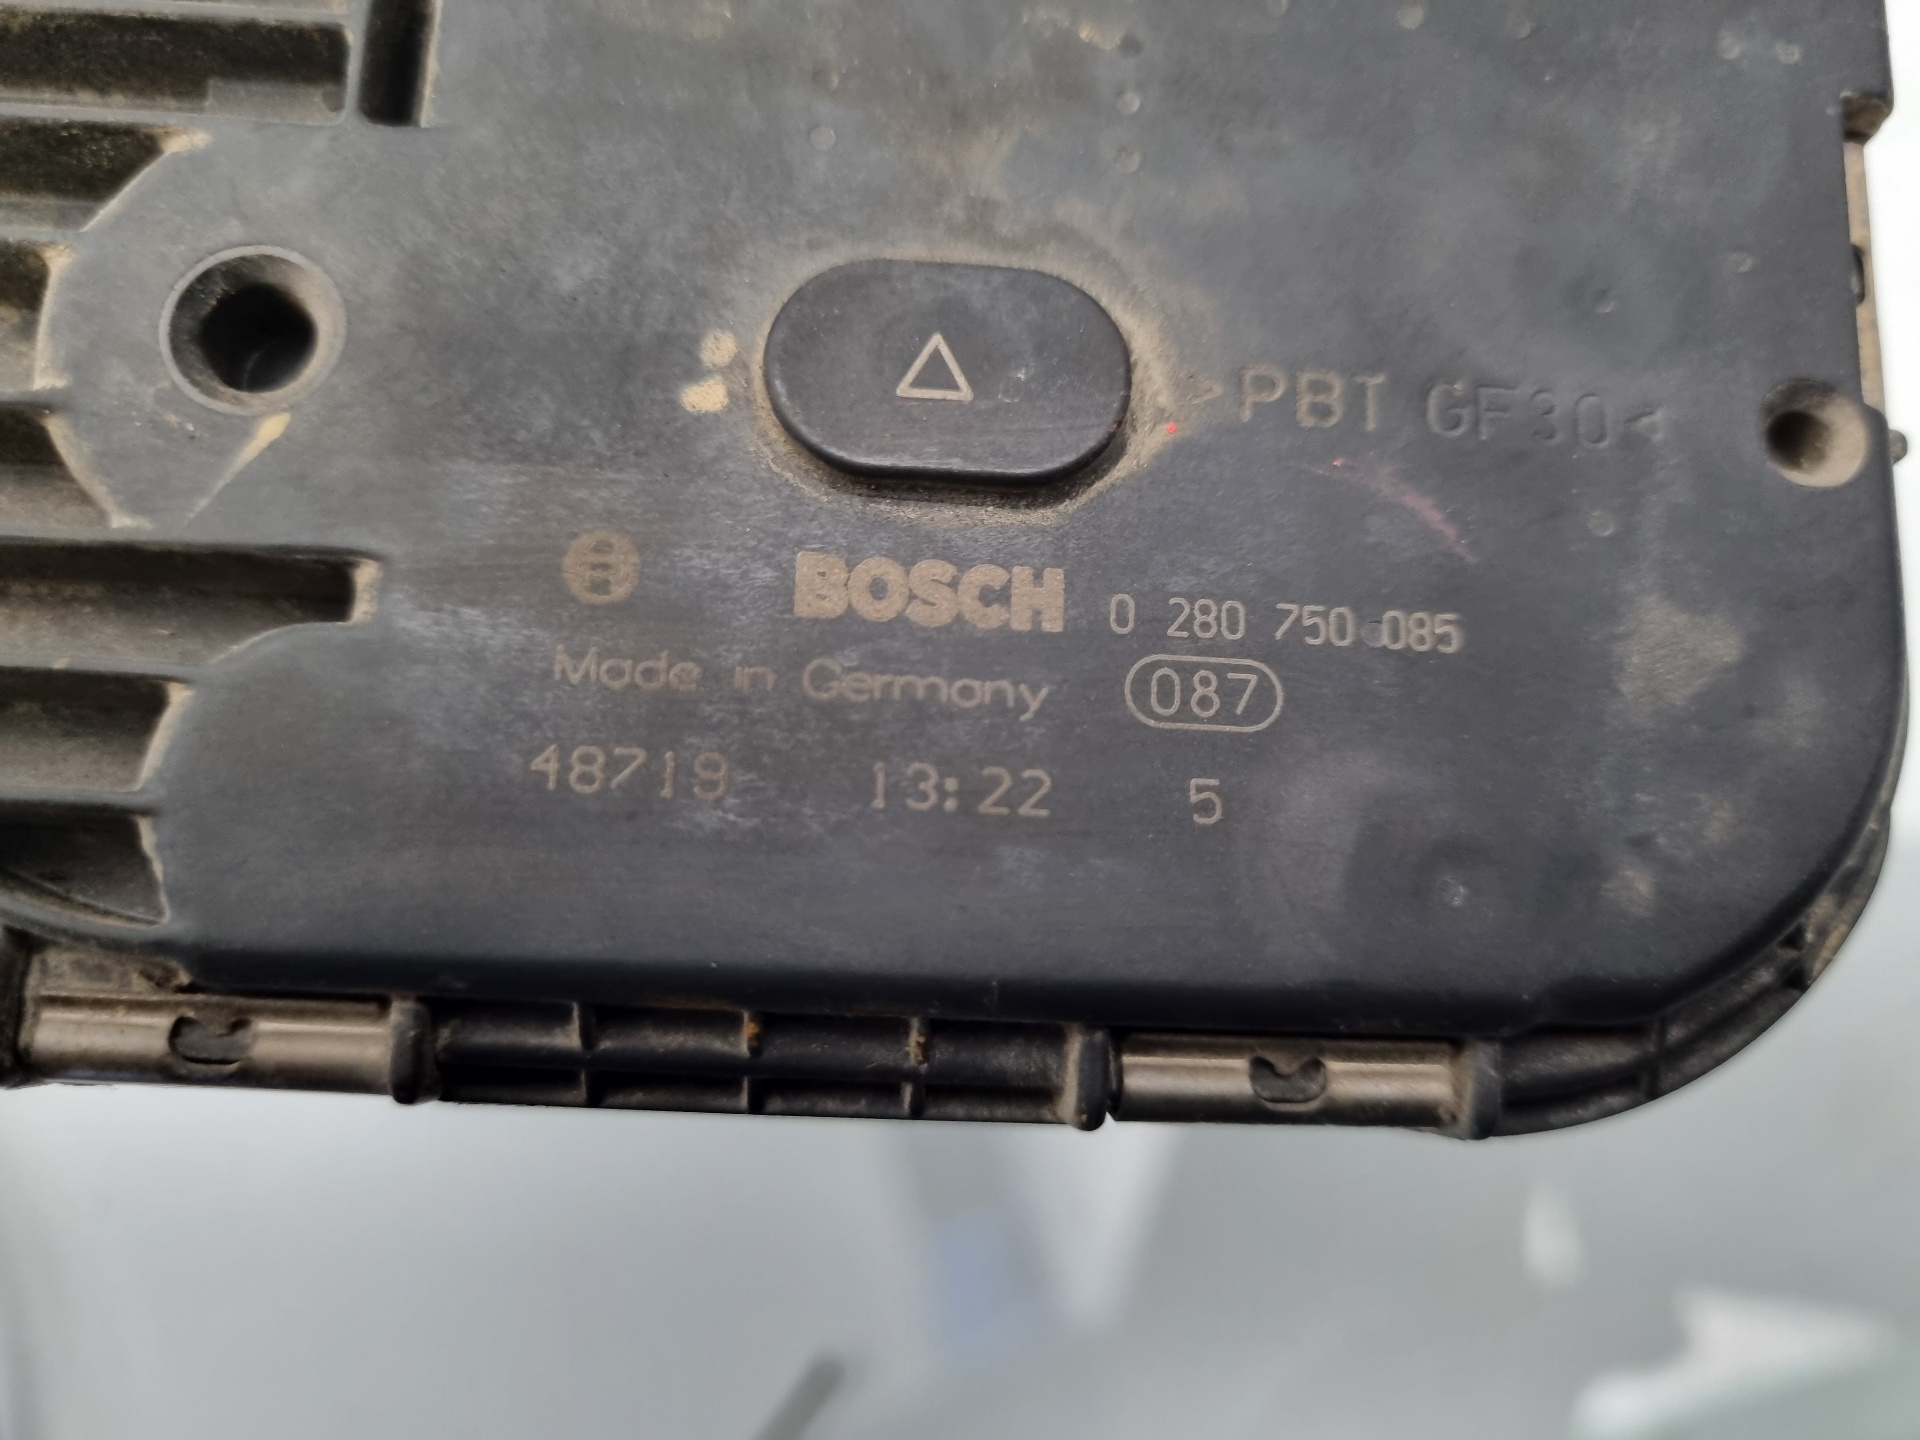 >PBT GF30<
BOSCH 0 280 750 085
Made in Germany 087
48719 13:22 5